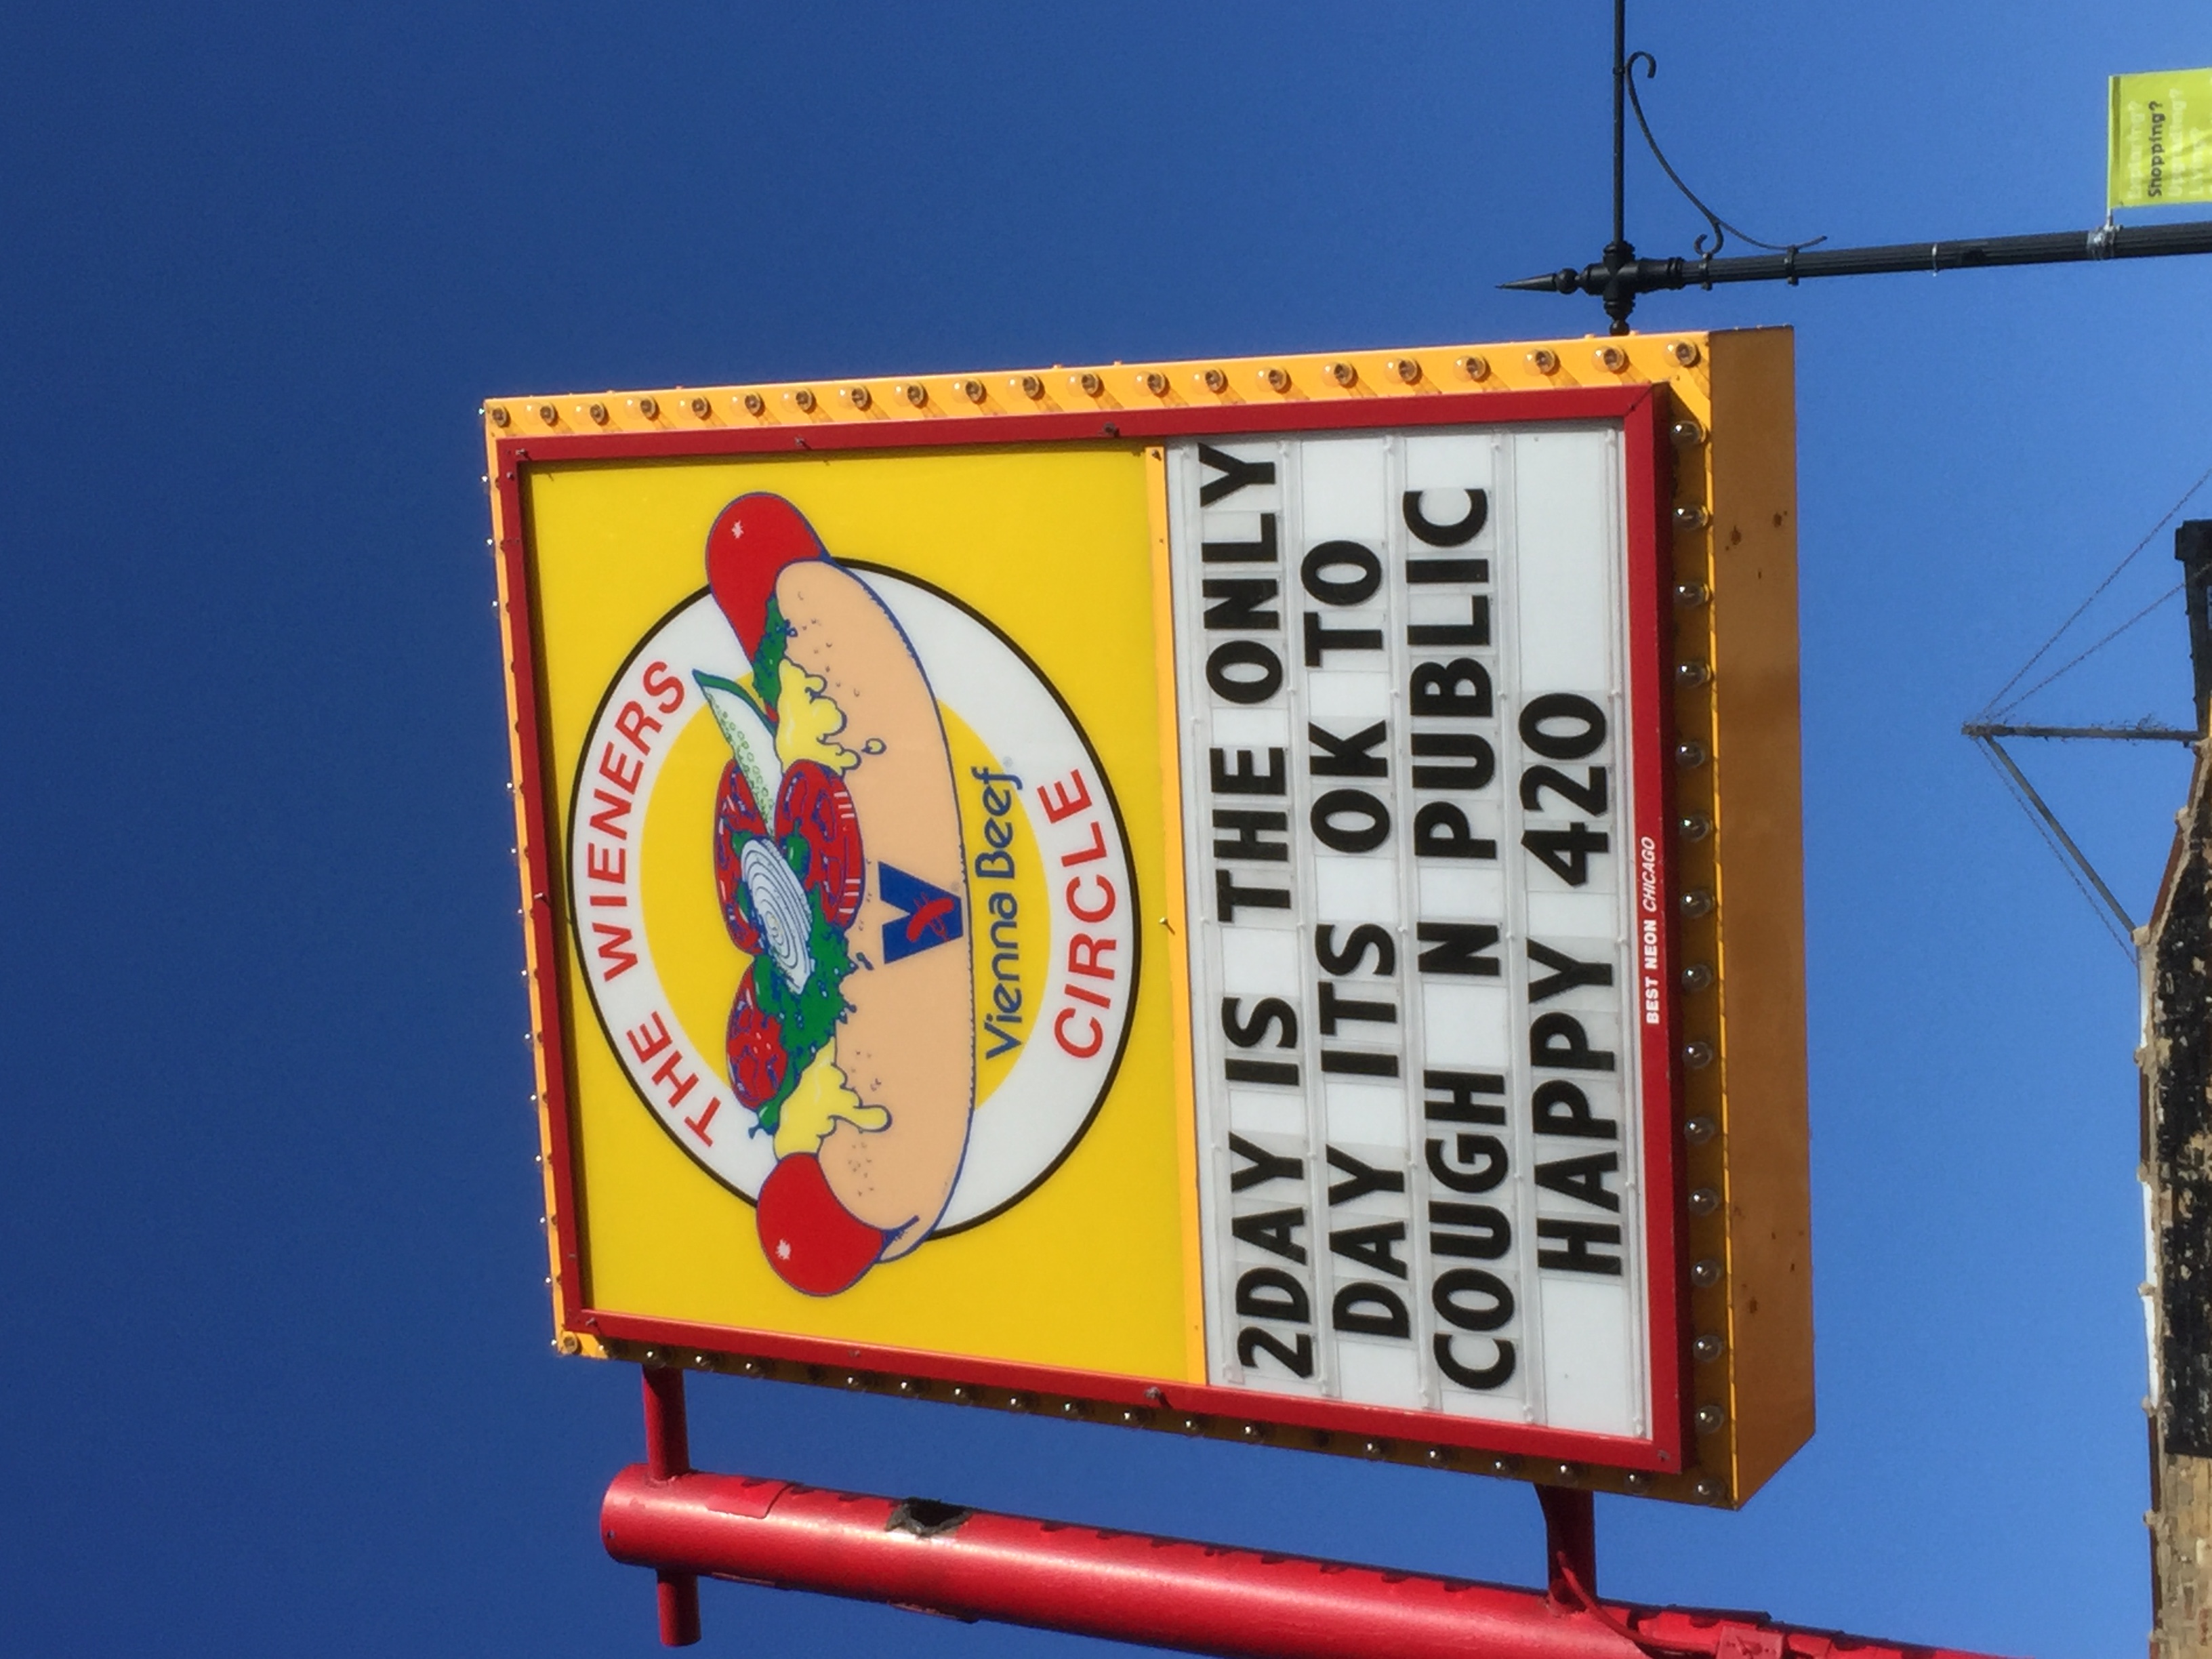 THE WIENERS
Vienna Beef®
CIRCLE
2DAY IS THE ONLY
DAY ITS OK TO
COUGH N PUBLIC
HAPPY 420
BEST NEON CHICAGO
Shopping?